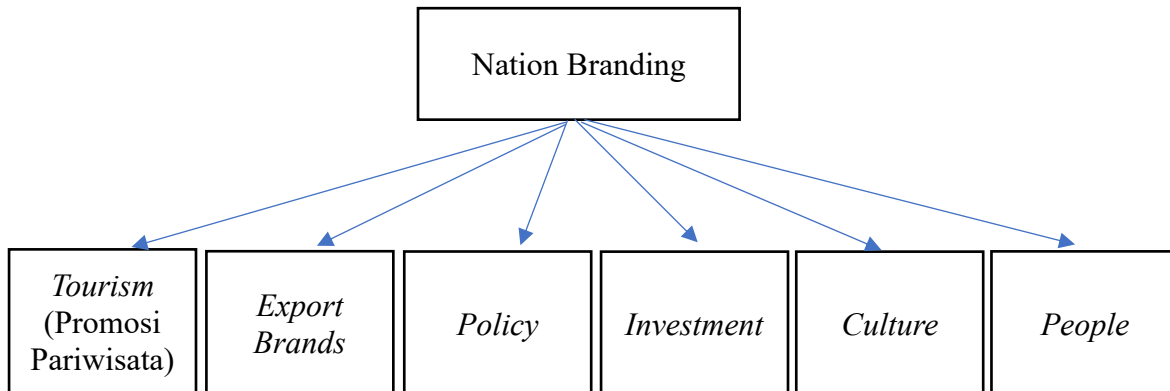 Nation Branding
Tourism
(Promosi
Pariwisata)
Export
Brands
Policy
Investment
Culture
People